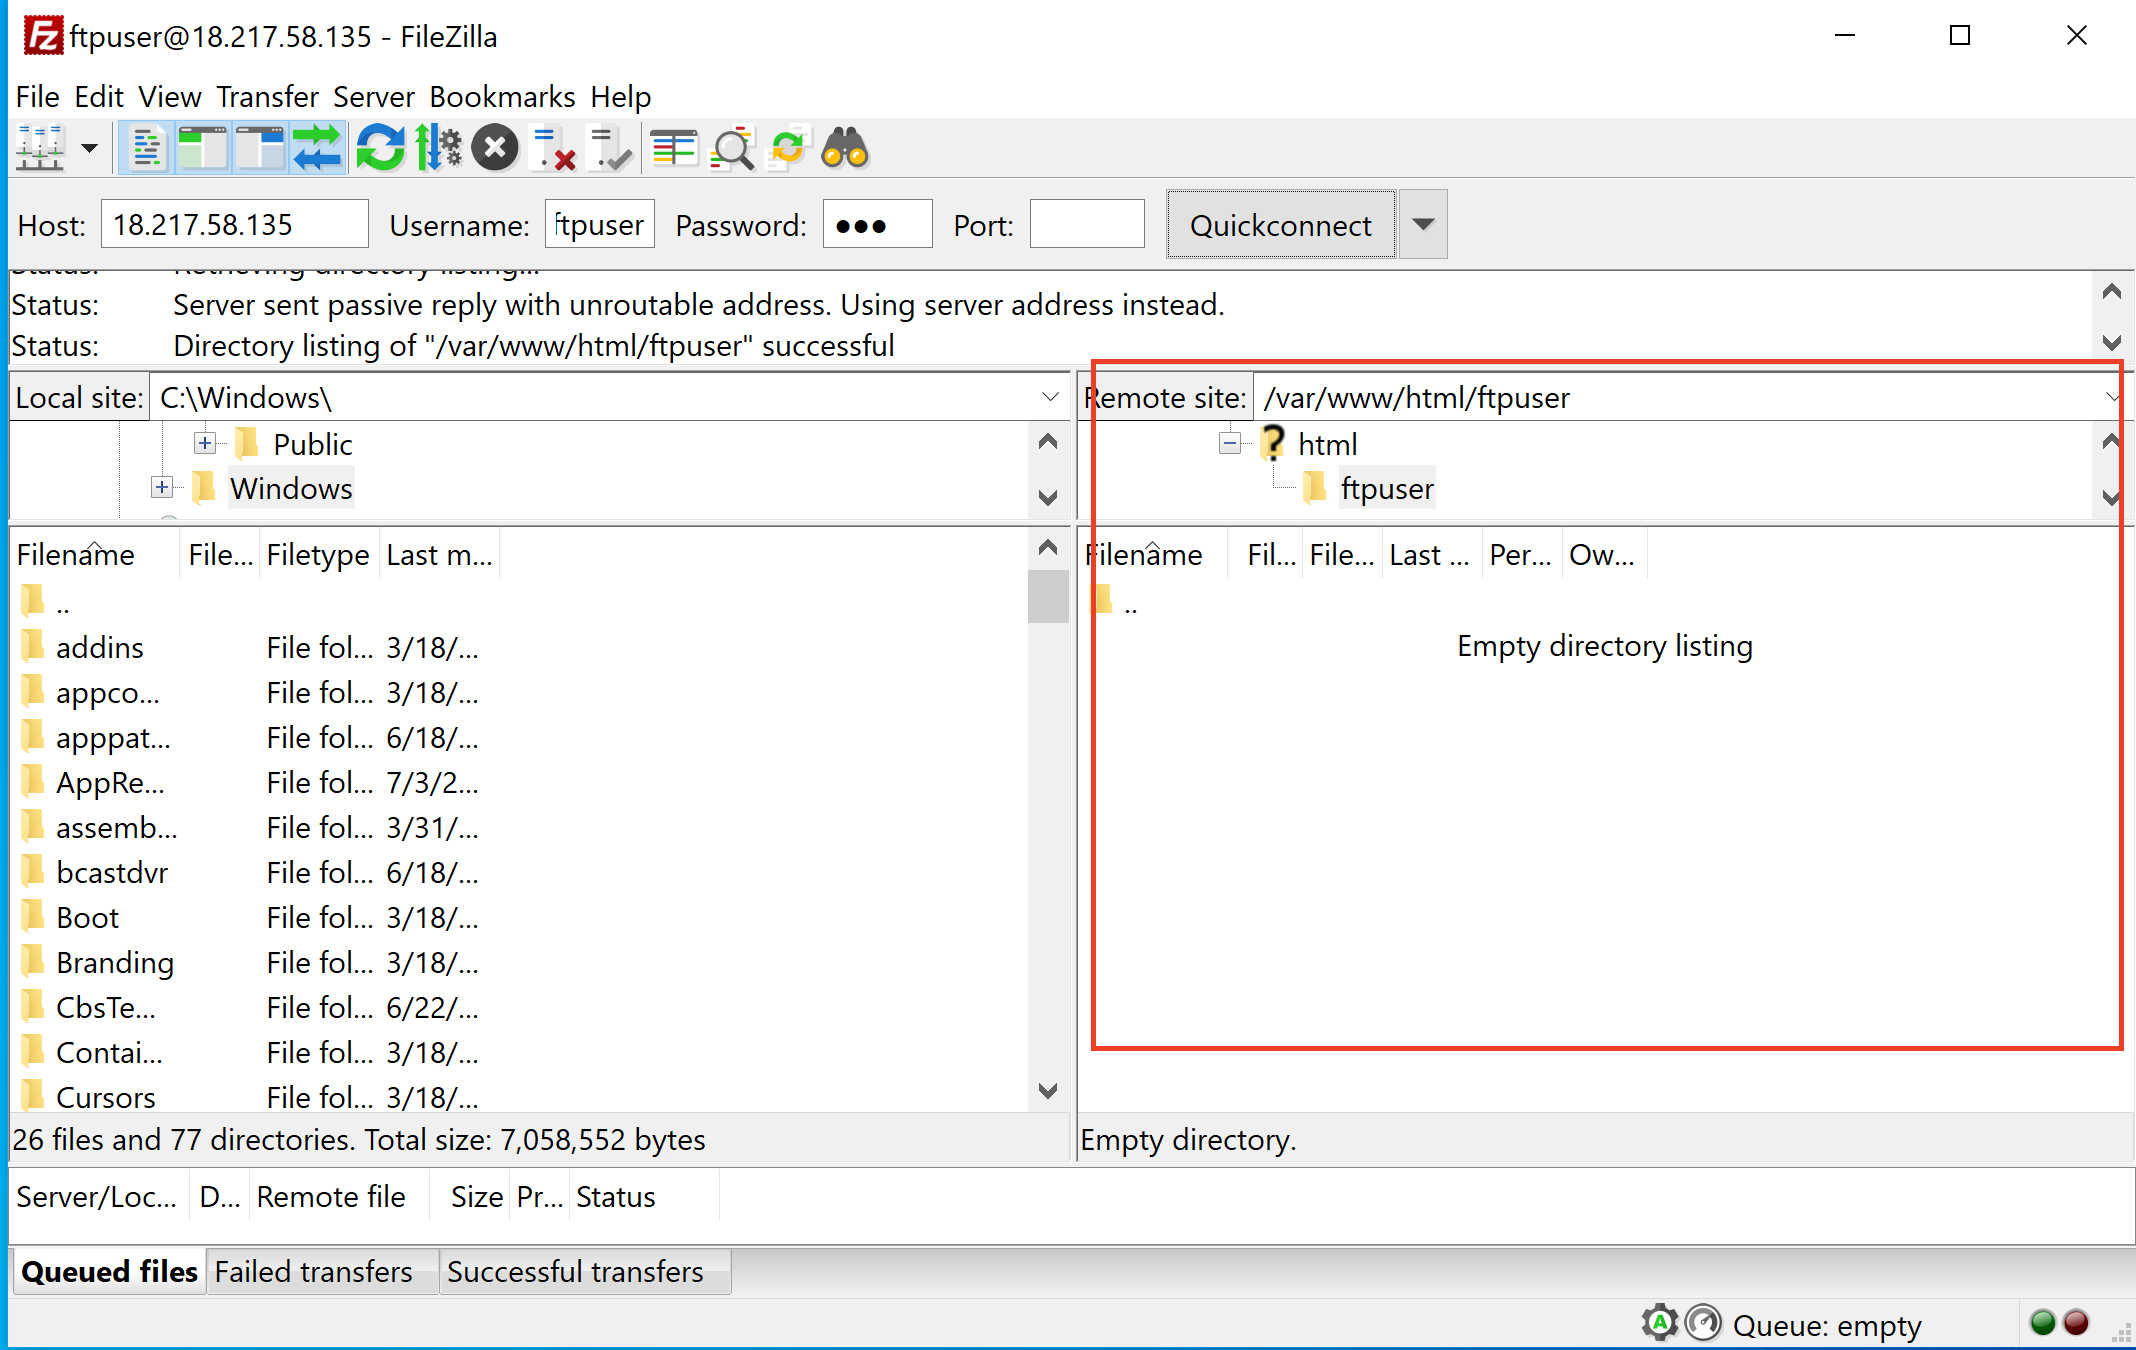 ftpuser@18.217.58.135 - FileZilla
File Edit View Transfer Server Bookmarks Help
Host: 18.217.58.135 Username: ftpuser Password: ●●● Port: Quickconnect
Status: Retrieving directory listing...
Status: Server sent passive reply with unroutable address. Using server address instead.
Status: Directory listing of "/var/www/html/ftpuser" successful
Local site: C:\Windows\
Public
Windows
Filename File... Filetype Last m...
..
addins File fol... 3/18/...
appco... File fol... 3/18/...
apppat... File fol... 6/18/...
AppRe... File fol... 7/3/2...
assemb... File fol... 3/31/...
bcastdvr File fol... 6/18/...
Boot File fol... 3/18/...
Branding File fol... 3/18/...
CbsTe... File fol... 6/22/...
Contai... File fol... 3/18/...
Cursors File fol... 3/18/...
26 files and 77 directories. Total size: 7,058,552 bytes
Remote site: /var/www/html/ftpuser
html
ftpuser
Filename Fil... File... Last ... Per... Ow...
..
Empty directory listing
Empty directory.
Server/Loc... D... Remote file Size Pr... Status
Queued files Failed transfers Successful transfers
Queue: empty